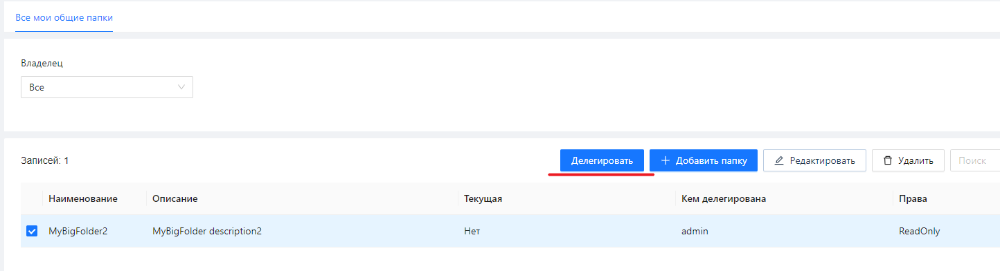 Все мои общие папки
Владелец
Все
Записей: 1 Делегировать Добавить папку Редактировать Удалить Поиск
Наименование Описание Текущая Кем делегирована Права
MyBigFolder2 MyBigFolder description2 Нет admin ReadOnly